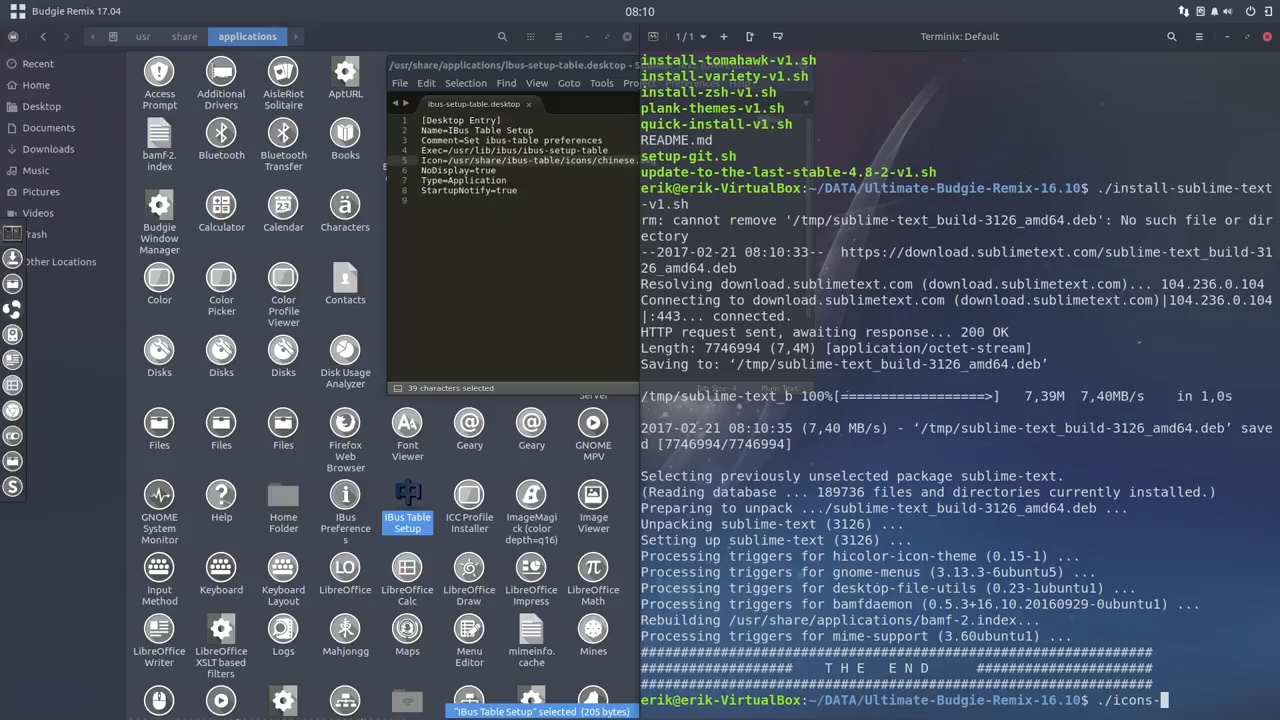 Budgie Remix 17.04
08:10
usr
share
applications
Recent
Home
Desktop
Documents
Downloads
Music
Pictures
Videos
rash
ther Locations
Access Prompt
Additional Drivers
AisleRiot Solitaire
AptURL
bamf-2.index
Bluetooth
Bluetooth Transfer
Books
Budgie Window Manager
Calculator
Calendar
Characters
Color
Color Picker
Color Profile Viewer
Contacts
Disks
Disks
Disks
Disk Usage Analyzer
Server
Files
Files
Files
Firefox Web Browser
Font Viewer
Geary
Geary
GNOME MPV
GNOME System Monitor
Help
Home Folder
IBus Preferences
IBus Table Setup
ICC Profile Installer
ImageMagick (color depth=q16)
Image Viewer
Input Method
Keyboard
Keyboard Layout
LibreOffice
LibreOffice Calc
LibreOffice Draw
LibreOffice Impress
LibreOffice Math
LibreOffice Writer
LibreOffice XSLT based filters
Logs
Mahjongg
Maps
Menu Editor
mimeinfo.cache
Mines
"IBus Table Setup" selected (205 bytes)
/usr/share/applications/ibus-setup-table.desktop
File Edit Selection Find View Goto Tools Project Preferences
ibus-setup-table.desktop
1 [Desktop Entry]
2 Name=IBus Table Setup
3 Comment=Set ibus-table preferences
4 Exec=/usr/lib/ibus/ibus-setup-table
5 Icon=/usr/share/ibus-table/icons/chinese.
6 NoDisplay=true
7 Type=Application
8 StartupNotify=true
9
39 characters selected
Tab Size: 4
Plain Text
1 / 1
Terminix: Default
install-tomahawk-v1.sh
install-variety-v1.sh
install-zsh-v1.sh
plank-themes-v1.sh
quick-install-v1.sh
README.md
setup-git.sh
update-to-the-last-stable-4.8-2-v1.sh
erik@erik-VirtualBox:~/DATA/Ultimate-Budgie-Remix-16.10$ ./install-sublime-text
-v1.sh
rm: cannot remove '/tmp/sublime-text_build-3126_amd64.deb': No such file or dir
ectory
--2017-02-21 08:10:33-- https://download.sublimetext.com/sublime-text_build-31
26_amd64.deb
Resolving download.sublimetext.com (download.sublimetext.com)... 104.236.0.104
Connecting to download.sublimetext.com (download.sublimetext.com)|104.236.0.104
|:443... connected.
HTTP request sent, awaiting response... 200 OK
Length: 7746994 (7,4M) [application/octet-stream]
Saving to: ‘/tmp/sublime-text_build-3126_amd64.deb’
/tmp/sublime-text_b 100%[==================>] 7,39M 7,40MB/s in 1,0s
2017-02-21 08:10:35 (7,40 MB/s) - ‘/tmp/sublime-text_build-3126_amd64.deb’ save
d [7746994/7746994]
Selecting previously unselected package sublime-text.
(Reading database ... 189736 files and directories currently installed.)
Preparing to unpack .../sublime-text_build-3126_amd64.deb ...
Unpacking sublime-text (3126) ...
Setting up sublime-text (3126) ...
Processing triggers for hicolor-icon-theme (0.15-1) ...
Processing triggers for gnome-menus (3.13.3-6ubuntu5) ...
Processing triggers for desktop-file-utils (0.23-1ubuntu1) ...
Processing triggers for bamfdaemon (0.5.3+16.10.20160929-0ubuntu1) ...
Rebuilding /usr/share/applications/bamf-2.index...
Processing triggers for mime-support (3.60ubuntu1) ...
################################################################
################### T H E E N D ######################
################################################################
erik@erik-VirtualBox:~/DATA/Ultimate-Budgie-Remix-16.10$ ./icons-